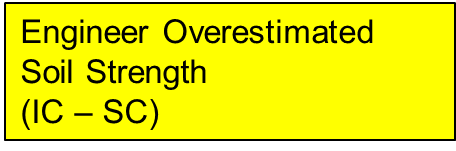 Engineer Overestimated
Soil Strength
(IC – SC)